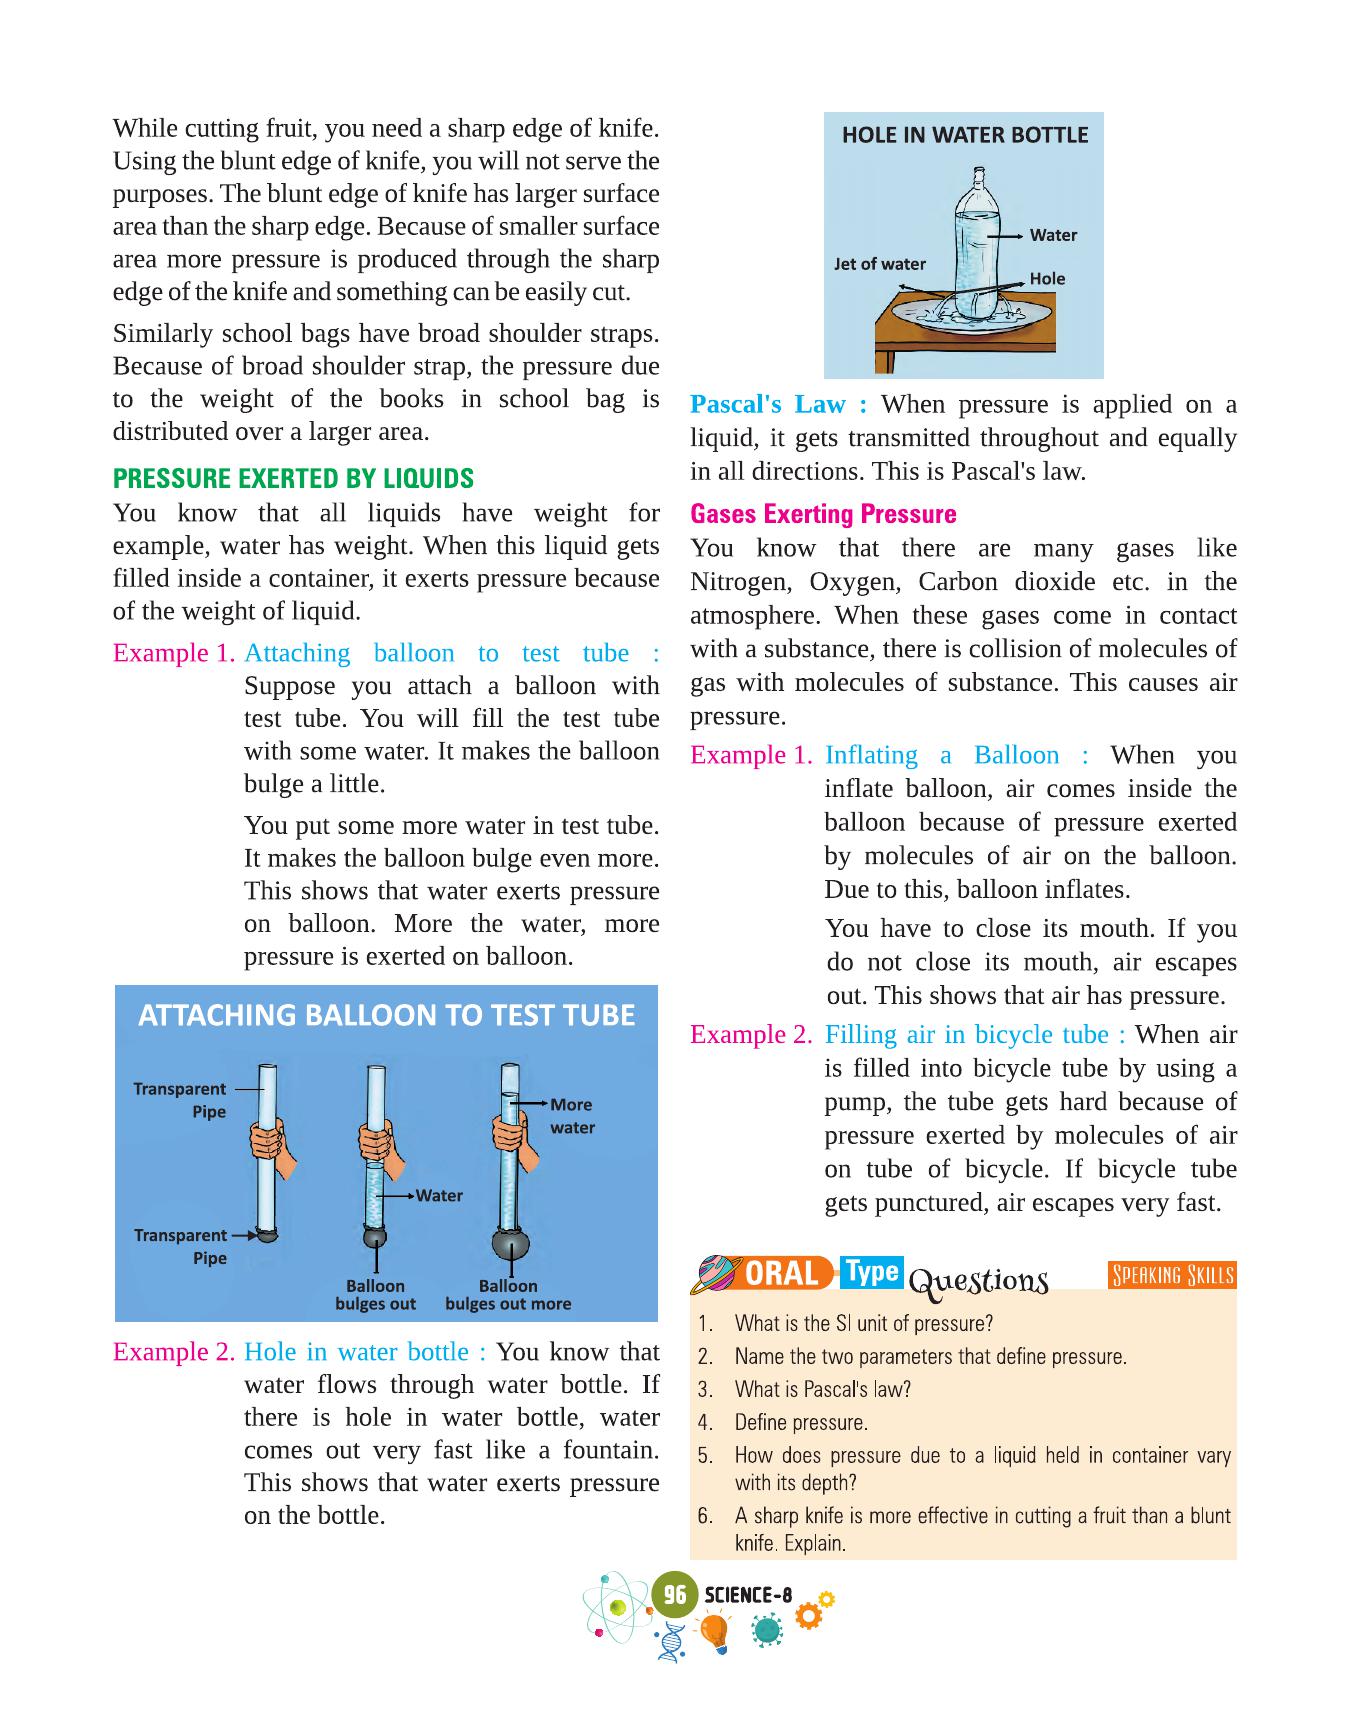 While cutting fruit, you need a sharp edge of knife.
Using the blunt edge of knife, you will not serve the
purposes. The blunt edge of knife has larger surface
area than the sharp edge. Because of smaller surface
area more pressure is produced through the sharp
edge of the knife and something can be easily cut.
Similarly school bags have broad shoulder straps.
Because of broad shoulder strap, the pressure due
to the weight of the books in school bag is
distributed over a larger area.
PRESSURE EXERTED BY LIQUIDS
You know that all liquids have weight for
example, water has weight. When this liquid gets
filled inside a container, it exerts pressure because
of the weight of liquid.
Example 1. Attaching balloon to test tube :
Suppose you attach a balloon with
test tube. You will fill the test tube
with some water. It makes the balloon
bulge a little.
You put some more water in test tube.
It makes the balloon bulge even more.
This shows that water exerts pressure
on balloon. More the water, more
pressure is exerted on balloon.
ATTACHING BALLOON TO TEST TUBE
Transparent
Pipe
More
water
Water
Transparent
Pipe
Balloon
bulges out
Balloon
bulges out more
Example 2. Hole in water bottle : You know that
water flows through water bottle. If
there is hole in water bottle, water
comes out very fast like a fountain.
This shows that water exerts pressure
on the bottle.
HOLE IN WATER BOTTLE
Water
Jet of water
Hole
Pascal's Law : When pressure is applied on a
liquid, it gets transmitted throughout and equally
in all directions. This is Pascal's law.
Gases Exerting Pressure
You know that there are many gases like
Nitrogen, Oxygen, Carbon dioxide etc. in the
atmosphere. When these gases come in contact
with a substance, there is collision of molecules of
gas with molecules of substance. This causes air
pressure.
Example 1. Inflating a Balloon : When you
inflate balloon, air comes inside the
balloon because of pressure exerted
by molecules of air on the balloon.
Due to this, balloon inflates.
You have to close its mouth. If you
do not close its mouth, air escapes
out. This shows that air has pressure.
Example 2. Filling air in bicycle tube : When air
is filled into bicycle tube by using a
pump, the tube gets hard because of
pressure exerted by molecules of air
on tube of bicycle. If bicycle tube
gets punctured, air escapes very fast.
ORAL Type Questions SPEAKING SKILLS
1. What is the SI unit of pressure?
2. Name the two parameters that define pressure.
3. What is Pascal's law?
4. Define pressure.
5. How does pressure due to a liquid held in container vary
with its depth?
6. A sharp knife is more effective in cutting a fruit than a blunt
knife. Explain.
96 SCIENCE-8